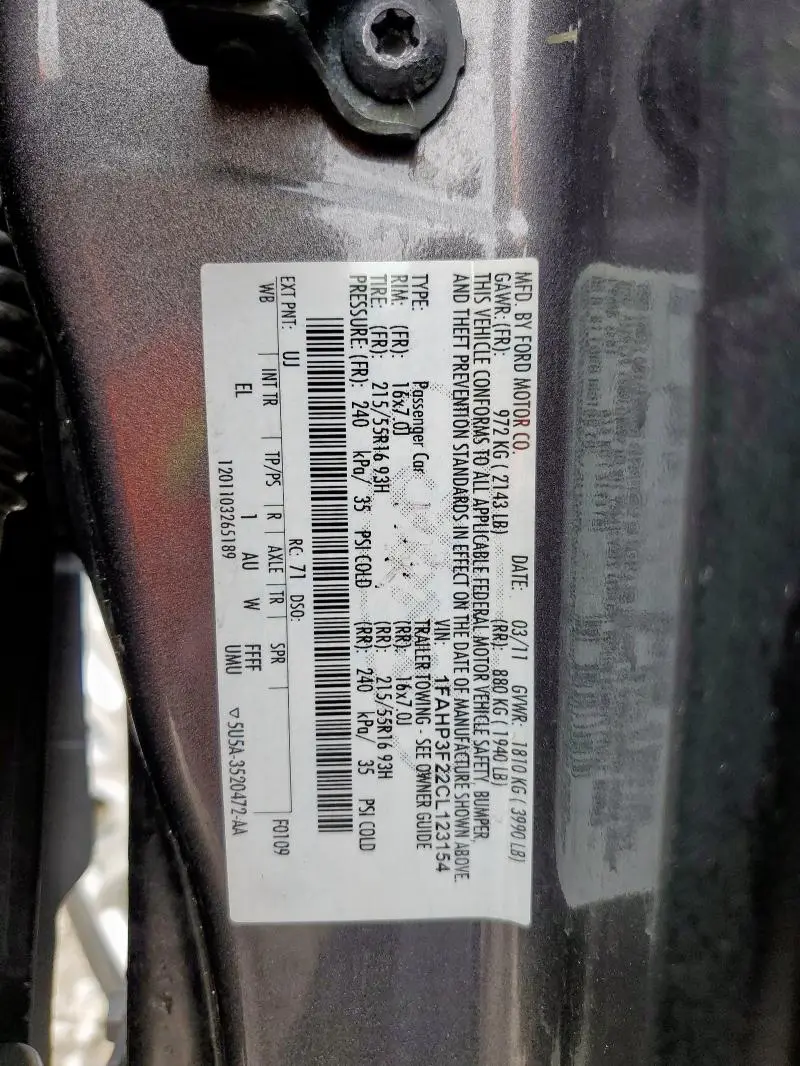 MFD. BY FORD MOTOR CO.
DATE: 03/11 GVWR: 1810 KG ( 3990 LB)
GAWR: (FR): 972 KG ( 2143 LB) (RR): 880 KG ( 1940 LB)
THIS VEHICLE CONFORMS TO ALL APPLICABLE FEDERAL MOTOR VEHICLE SAFETY, BUMPER,
AND THEFT PREVENTION STANDARDS IN EFFECT ON THE DATE OF MANUFACTURE SHOWN ABOVE.
VIN: 1FAHP3F22CL123154
TYPE: Passenger Car TRAILER TOWING - SEE OWNER GUIDE
RIM: (FR): 16x7.0J (RR): 16x7.0J
TIRE: (FR): 215/55R16 93H (RR): 215/55R16 93H
PRESSURE: (FR): 240 kPa/ 35 PSI COLD (RR): 240 kPa/ 35 PSI COLD
EXT PNT: UJ RC: 71 DSO: F0109
WB INT TR TP/PS R AXLE TR SPR
EL 1 AU W FFFF
1201103265189 UMU ▽5U5A-3520472-AA